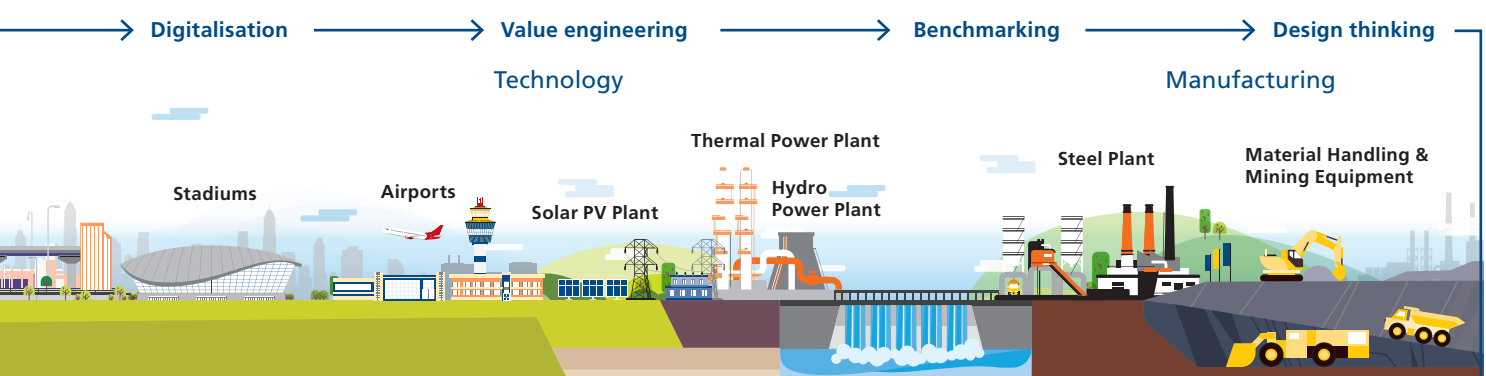 Digitalisation
Value engineering
Benchmarking
Design thinking
Technology
Manufacturing
Thermal Power Plant
Steel Plant
Material Handling &
Mining Equipment
Stadiums
Airports
Solar PV Plant
Hydro
Power Plant